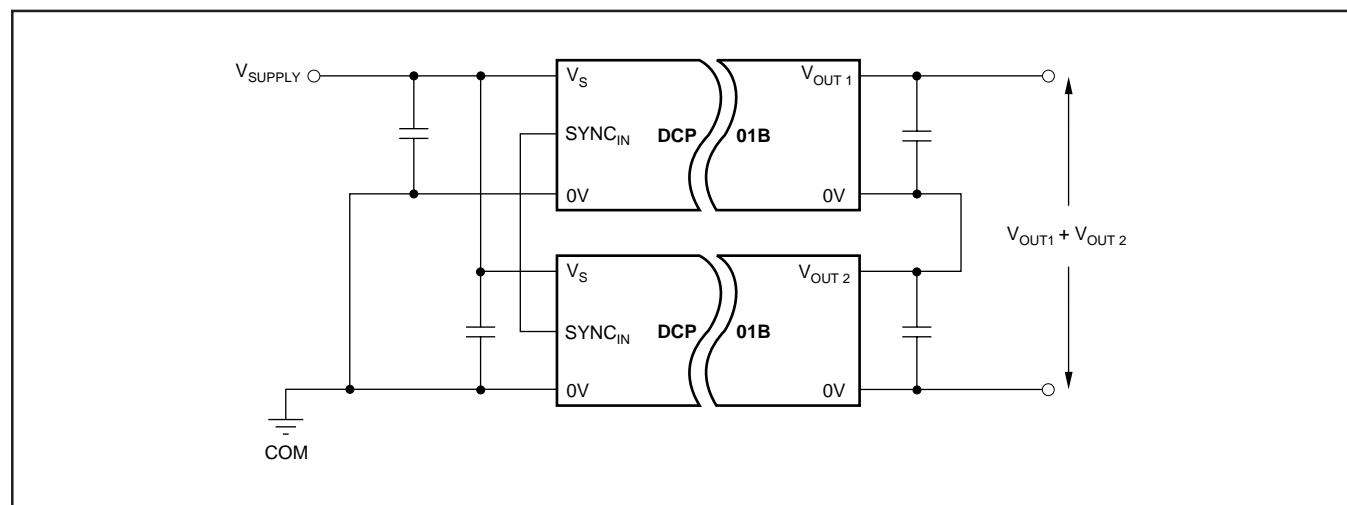 VSUPPLY
VS
SYNCIN
0V
DCP 01B
VOUT 1
0V
VS
SYNCIN
0V
DCP 01B
VOUT 2
0V
VOUT1 + VOUT 2
COM